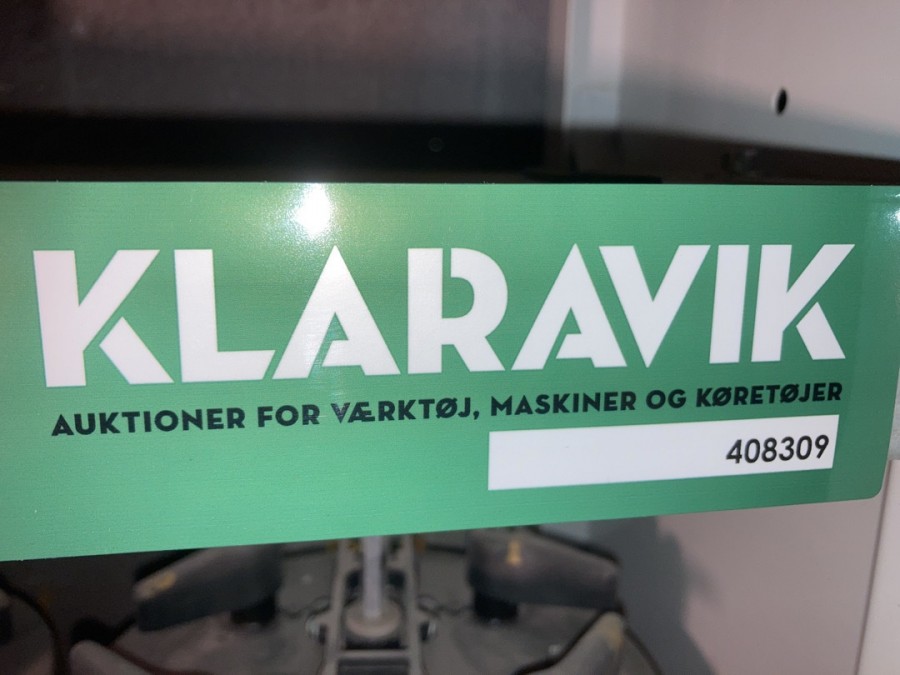 KLARAVIK
AUKTIONER FOR VÆRKTØJ, MASKINER OG KØRETØJER
408309